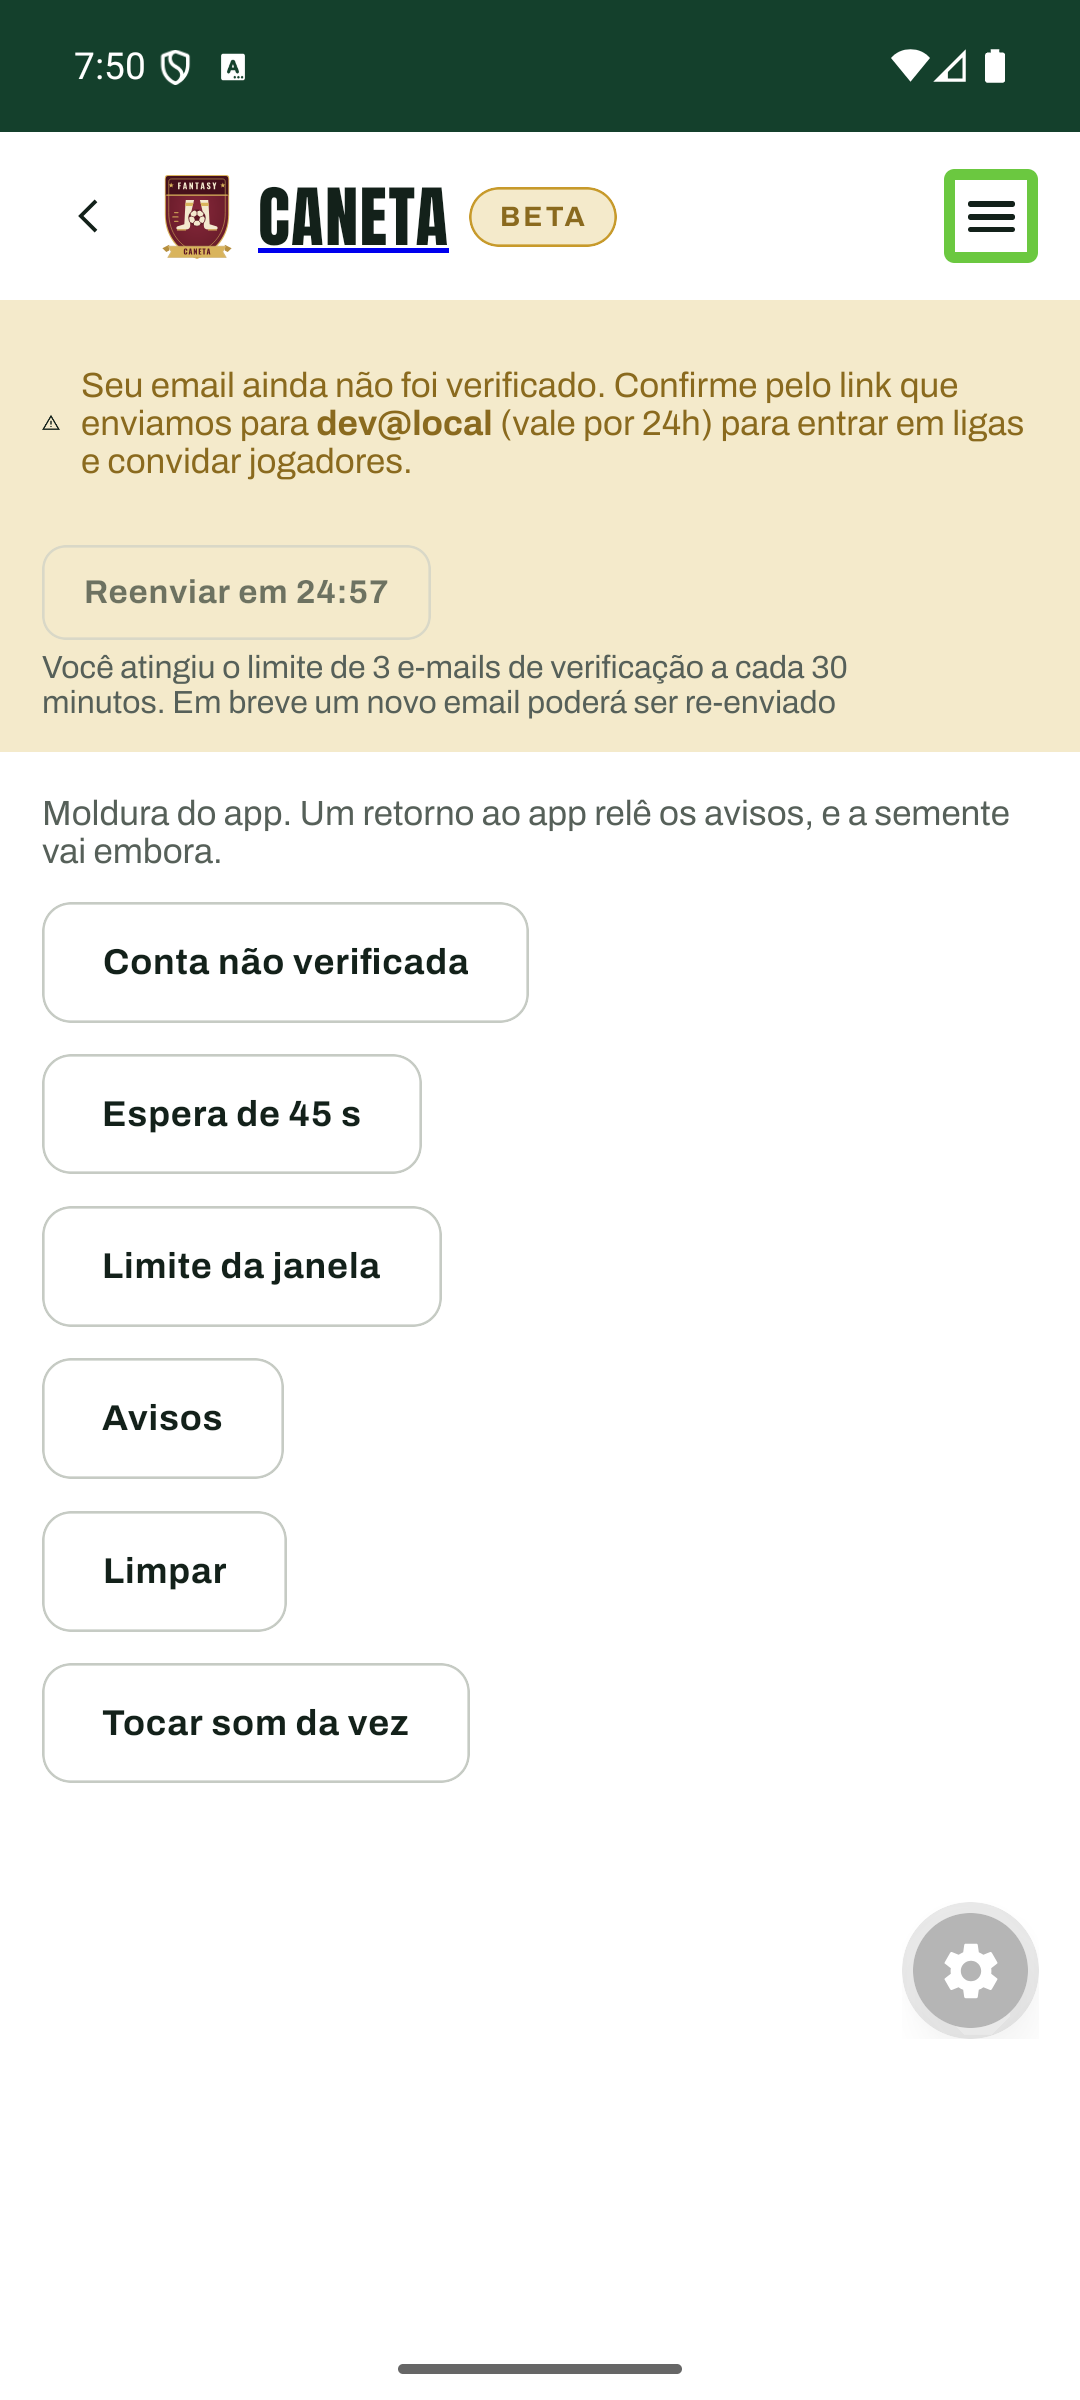 7:50
A
FANTASY
CANETA
CANETA
BETA
Seu email ainda não foi verificado. Confirme pelo link que
enviamos para dev@local (vale por 24h) para entrar em ligas
e convidar jogadores.
Reenviar em 24:57
Você atingiu o limite de 3 e-mails de verificação a cada 30
minutos. Em breve um novo email poderá ser re-enviado
Moldura do app. Um retorno ao app relê os avisos, e a semente
vai embora.
Conta não verificada
Espera de 45 s
Limite da janela
Avisos
Limpar
Tocar som da vez